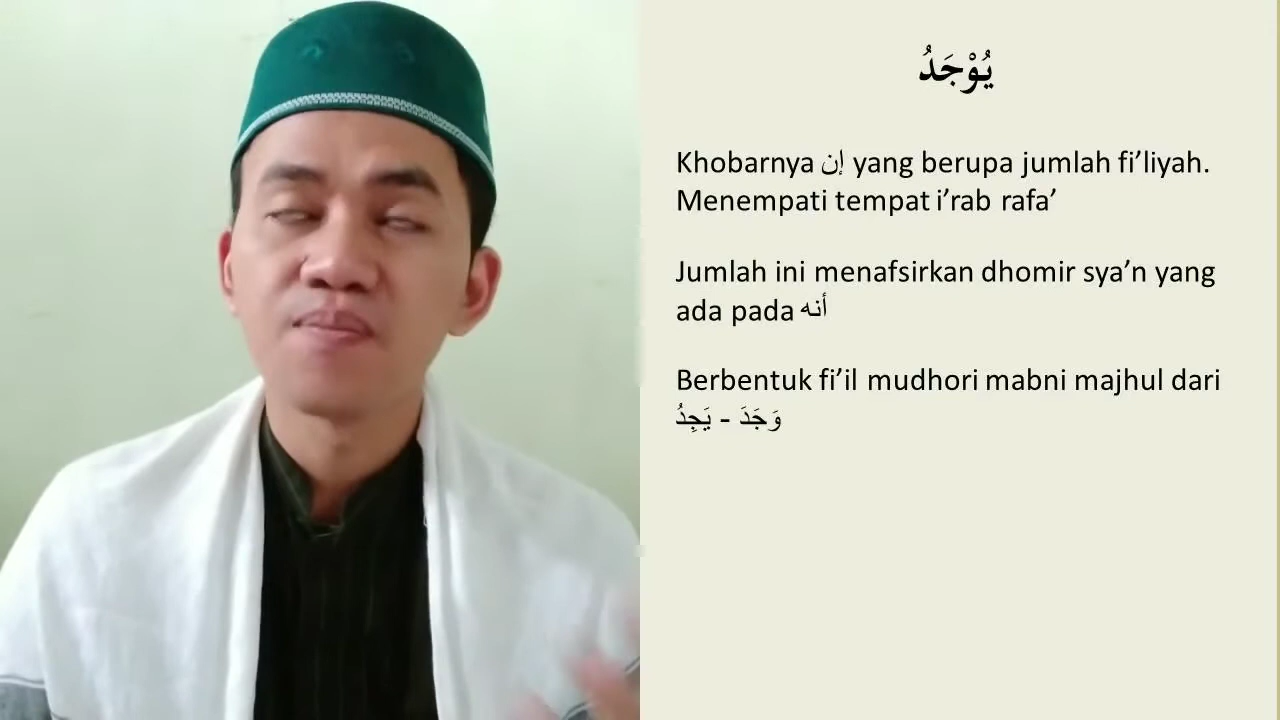 يُوْجَدُ
Khobarnya إن yang berupa jumlah fi’liyah.
Menempati tempat i’rab rafa’
Jumlah ini menafsirkan dhomir sya’n yang
ada pada أنه
Berbentuk fi’il mudhori mabni majhul dari
وَجَدَ - يَجِدُ